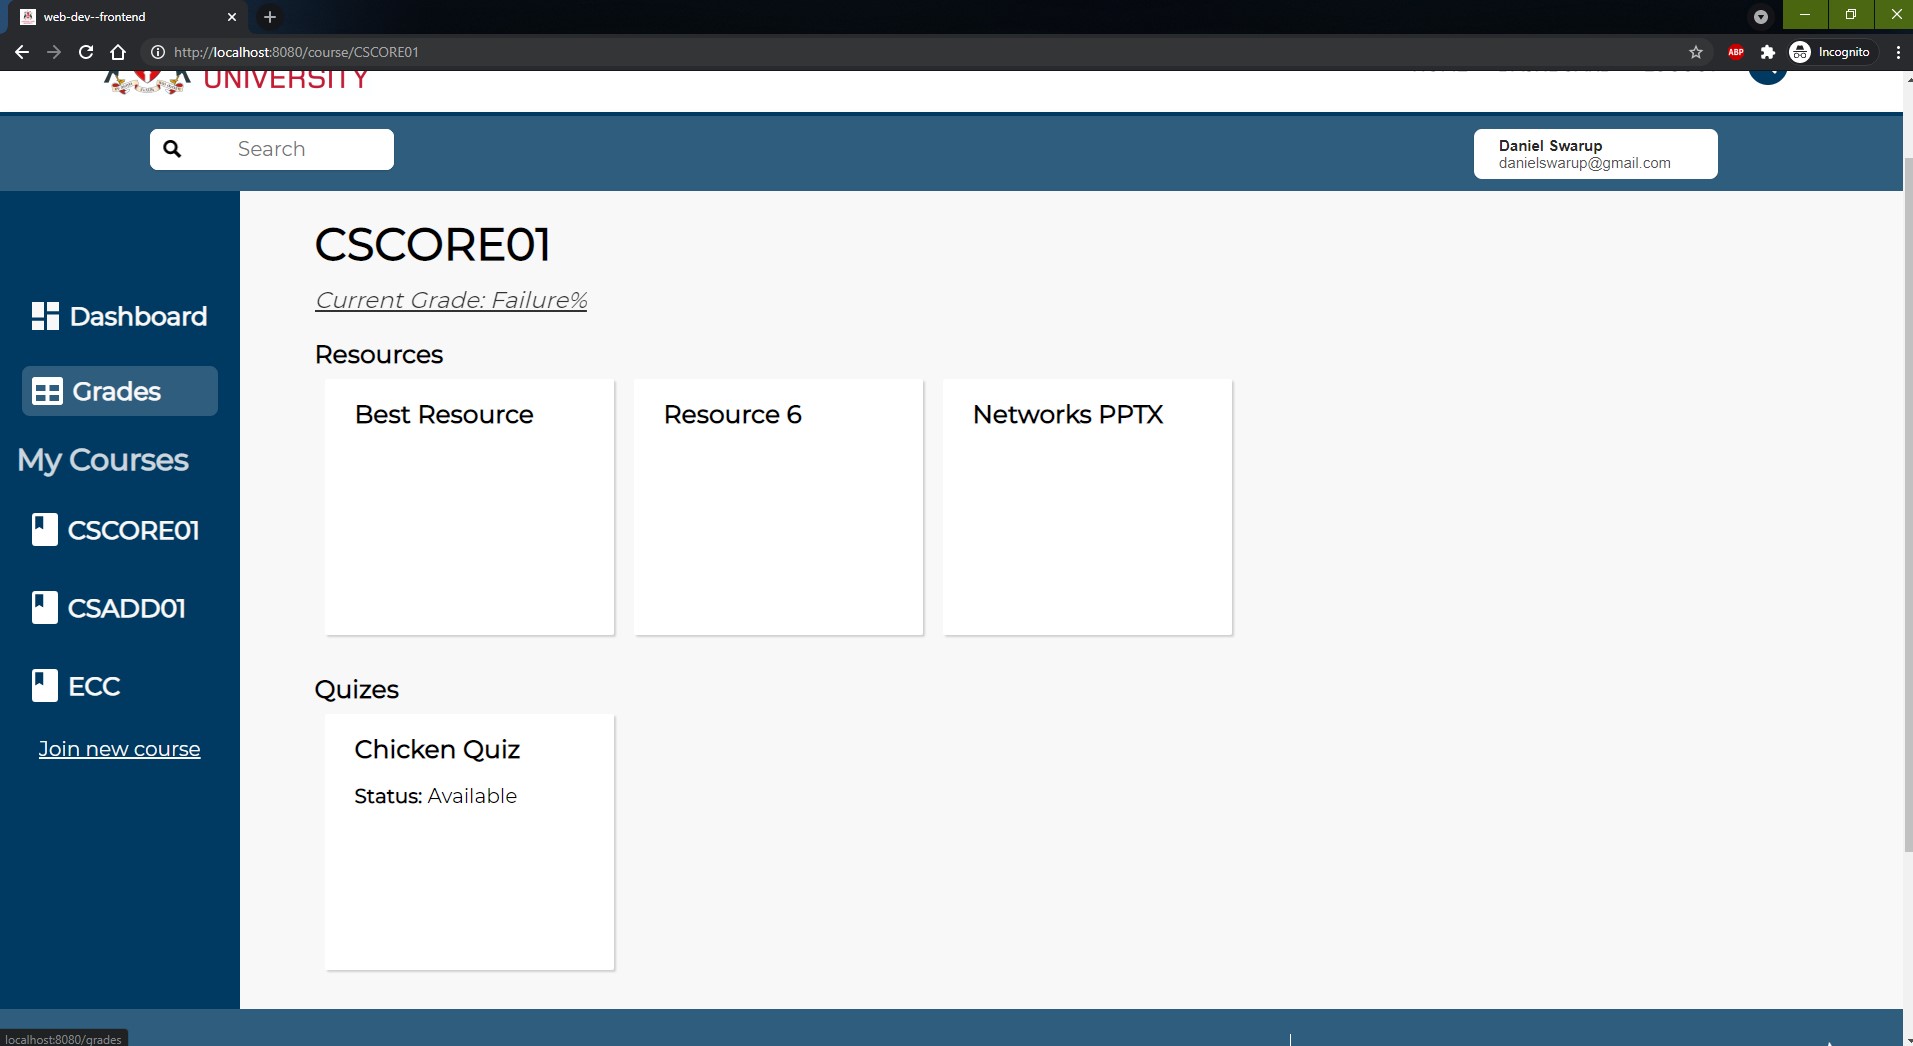 web-dev--frontend
http://localhost:8080/course/CSCORE01
ABP
Incognito
UNIVERSITY
Search
Daniel Swarup
danielswarup@gmail.com
CSCORE01
Current Grade: Failure%
Dashboard
Resources
Grades
Best Resource
Resource 6
Networks PPTX
My Courses
CSCORE01
CSADD01
ECC
Quizes
Join new course
Chicken Quiz
Status: Available
localhost:8080/grades